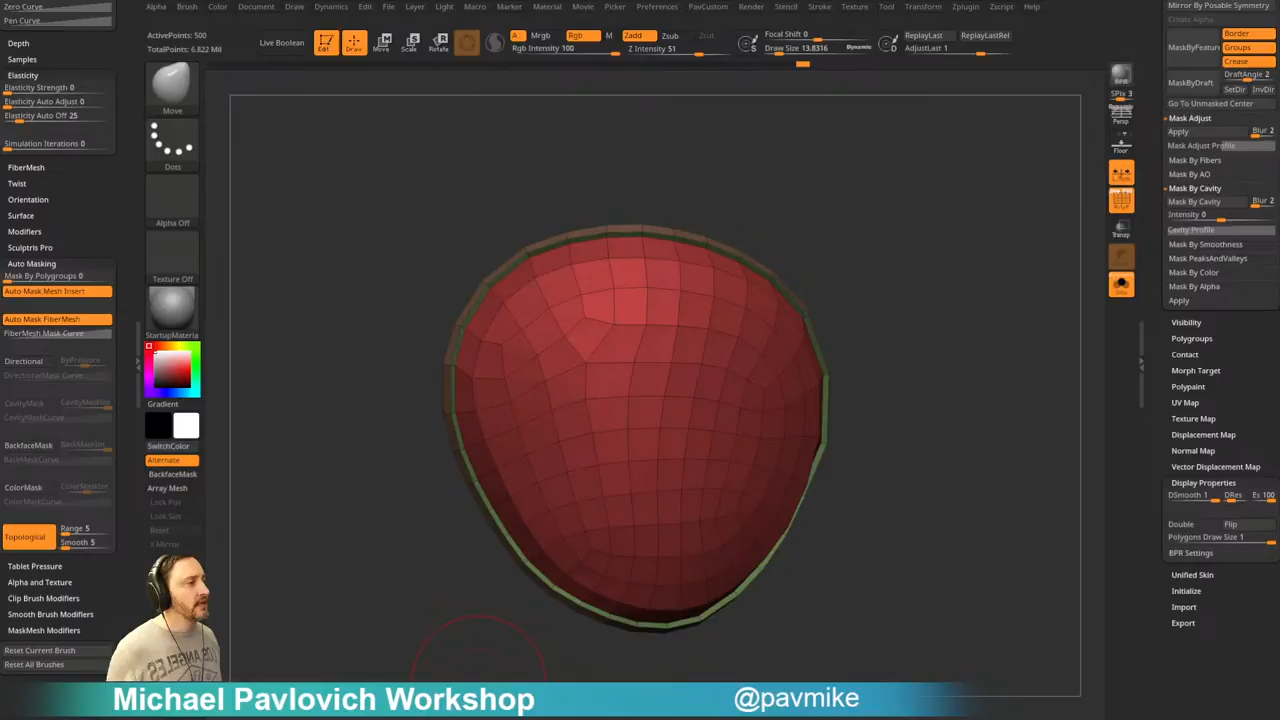 Alpha Brush Color Document Draw Dynamics Edit File Layer Light Macro Marker Material Movie Picker Preferences PavCustom Render Stencil Stroke Texture Tool Transform Zplugin Zscript Help
Zero Curve
Pen Curve
Depth
Samples
Elasticity
Elasticity Strength 0
Elasticity Auto Adjust 0
Elasticity Auto Off 25
Simulation Iterations 0
FiberMesh
Twist
Orientation
Surface
Modifiers
Sculptris Pro
Auto Masking
Mask By Polygroups 0
Auto Mask Mesh Insert
Auto Mask FiberMesh
FiberMesh Mask Curve
Directional ByPressure
DirectionalMask Curve
CavityMask CavityMaskInt
CavityMaskCurve
BackfaceMask BackMaskInt
BackMaskCurve
ColorMask ColorMaskInt
ColorMaskCurve
Topological
Range 5
Smooth 5
Tablet Pressure
Alpha and Texture
Clip Brush Modifiers
Smooth Brush Modifiers
MaskMesh Modifiers
Reset Current Brush
Reset All Brushes
ActivePoints: 500
TotalPoints: 6.822 mil
Live Boolean
Edit
Draw
Move
Scale
Rotate
A Mrgb
Rgb M
Rgb Intensity 100
Zadd Zsub Zcut
Z Intensity 51
S
Focal Shift 0
Draw Size 13.8316 Dynamic
D
ReplayLast ReplayLastRel
AdjustLast 1
Move
Dots
Alpha Off
Texture Off
StartupMateria
Gradient
SwitchColor
Alternate
BackfaceMask
Array Mesh
Lock Pos
Lock Size
Reset
X Mirror
BPR
SPix 3
Dynamic
Persp
Floor
Transp
Mirror By Posable Symmetry
Create Alpha
MaskByFeature
Border
Groups
Crease
MaskByDraft
DraftAngle 2
SetDir InvDir
Go To Unmasked Center
Mask Adjust
Apply Blur 2
Mask Adjust Profile
Mask By Fibers
Mask By AO
Mask By Cavity
Mask By Cavity Blur 2
Intensity 0
Cavity Profile
Mask By Smoothness
Mask PeaksAndValleys
Mask By Color
Mask By Alpha
Apply
Visibility
Polygroups
Contact
Morph Target
Polypaint
UV Map
Texture Map
Displacement Map
Normal Map
Vector Displacement Map
Display Properties
DSmooth 1 DRes Es 100
Double Flip
Polygons Draw Size 1
BPR Settings
Unified Skin
Initialize
Import
Export
LOS ANGELES
Michael Pavlovich Workshop
@pavmike